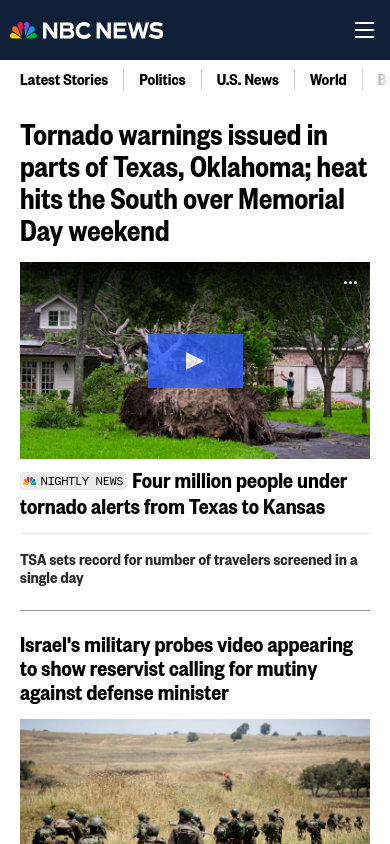 NBC NEWS
Latest Stories
Politics
U.S. News
World
Tornado warnings issued in
parts of Texas, Oklahoma; heat
hits the South over Memorial
Day weekend
NIGHTLY NEWS Four million people under
tornado alerts from Texas to Kansas
TSA sets record for number of travelers screened in a
single day
Israel's military probes video appearing
to show reservist calling for mutiny
against defense minister